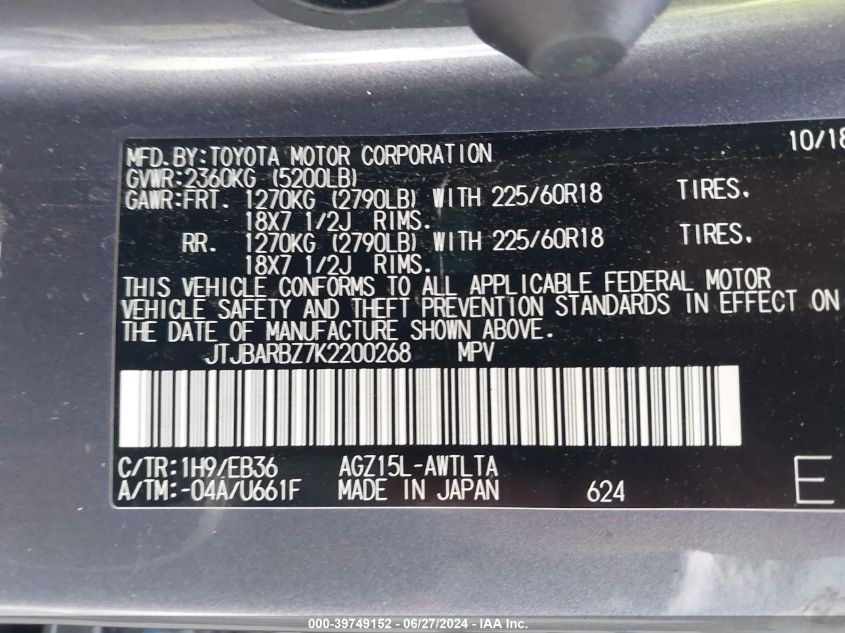 MFD.BY:TOYOTA MOTOR CORPORATION 10/18
GVWR:2360KG (5200LB)
GAWR:FRT. 1270KG (2790LB) WITH 225/60R18 TIRES.
18X7 1/2J RIMS.
RR. 1270KG (2790LB) WITH 225/60R18 TIRES.
18X7 1/2J RIMS.
THIS VEHICLE CONFORMS TO ALL APPLICABLE FEDERAL MOTOR
VEHICLE SAFETY AND THEFT PREVENTION STANDARDS IN EFFECT ON
THE DATE OF MANUFACTURE SHOWN ABOVE.
JTJBARBZ7K2200268 MPV
C/TR:1H9/EB36 AGZ15L-AWTLTA
A/TM:-04A/U661F MADE IN JAPAN 624 E
000-39749152 - 06/27/2024 - IAA Inc.